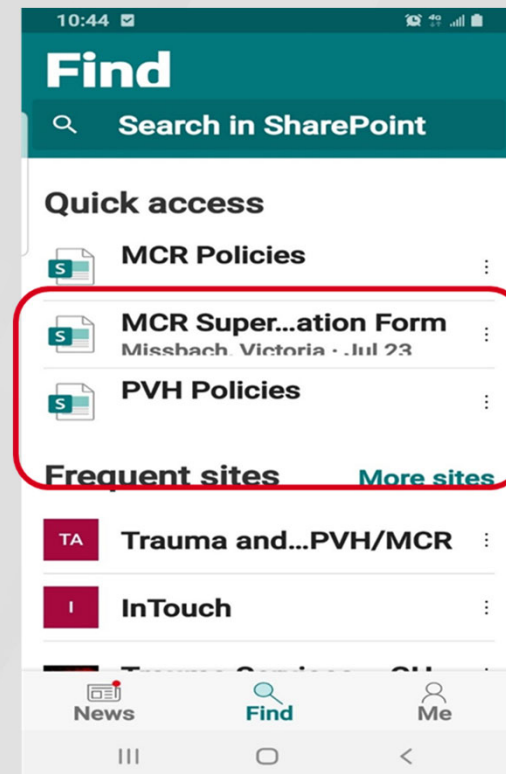 10:44
4G
Find
Search in SharePoint
Quick access
S
MCR Policies
S
MCR Super...ation Form
Missbach, Victoria · Jul 23
S
PVH Policies
Frequent sites More sites
TA
Trauma and...PVH/MCR
I
InTouch
News Find Me